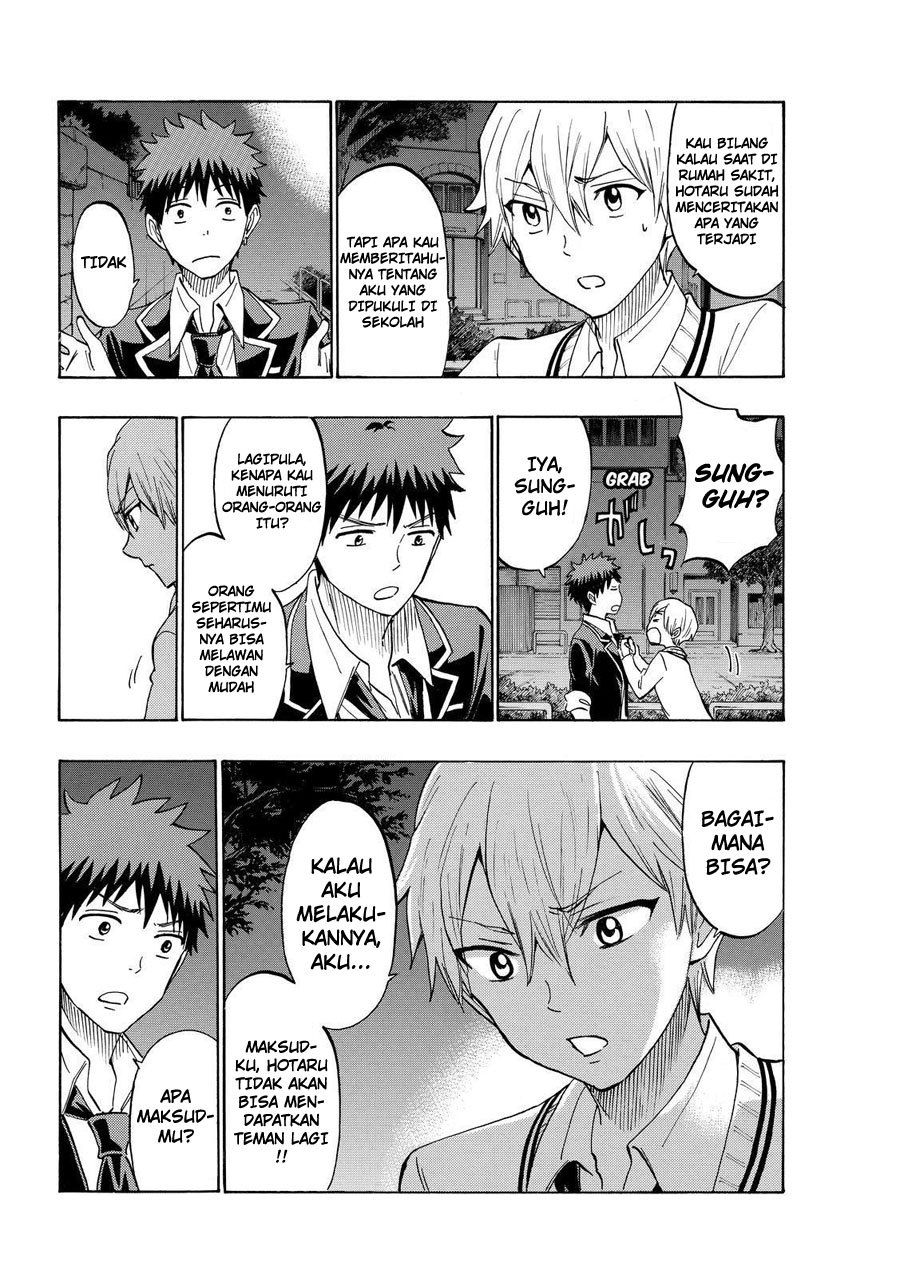 KAU BILANG
KALAU SAAT DI
RUMAH SAKIT,
HOTARU SUDAH
MENCERITAKAN
APA YANG
TERJADI
TAPI APA KAU
MEMBERITAHU-
NYA TENTANG
AKU YANG
DIPUKULI DI
SEKOLAH
TIDAK
SUNG-
GUH?
GRAB
ガシッ
IYA,
SUNG-
GUH!
LAGIPULA,
KENAPA KAU
MENURUTI
ORANG-ORANG
ITU?
ORANG
SEPERTIMU
SEHARUS-
NYA BISA
MELAWAN
DENGAN
MUDAH
BAGAI-
MANA
BISA?
KALAU
AKU
MELAKU-
KANNYA,
AKU...
MAKSUD-
KU, HOTARU
TIDAK AKAN
BISA MEN-
DAPATKAN
TEMAN LAGI
!!
APA
MAKSUD-
MU?